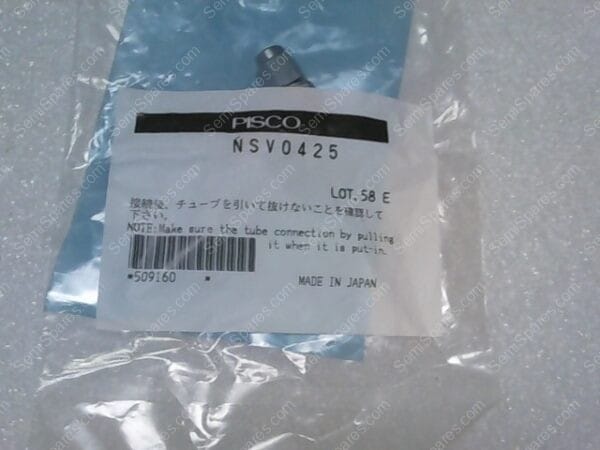 PISCO
NSV0425
LOT.58 E
接続後、チューブを引いて抜けないことを確認して
下さい。
NOTE:Make sure the tube connection by pulling
it when it is put-in.
*509160 *
MADE IN JAPAN
SemiSpares.com